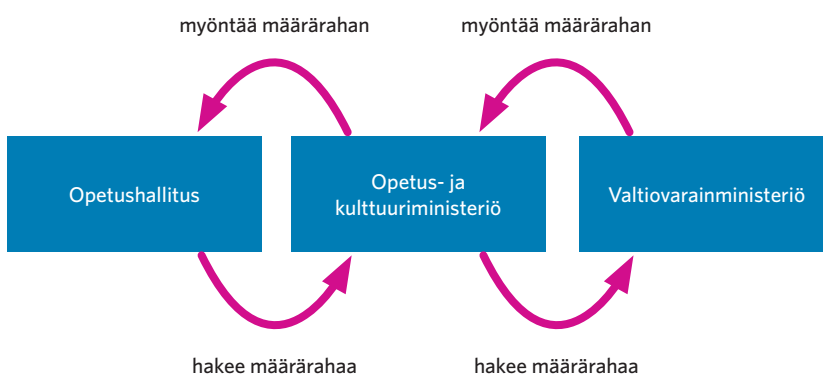 myöntää määrärahan
myöntää määrärahan
Opetushallitus
Opetus- ja
kulttuuriministeriö
Valtiovarainministeriö
hakee määrärahaa
hakee määrärahaa